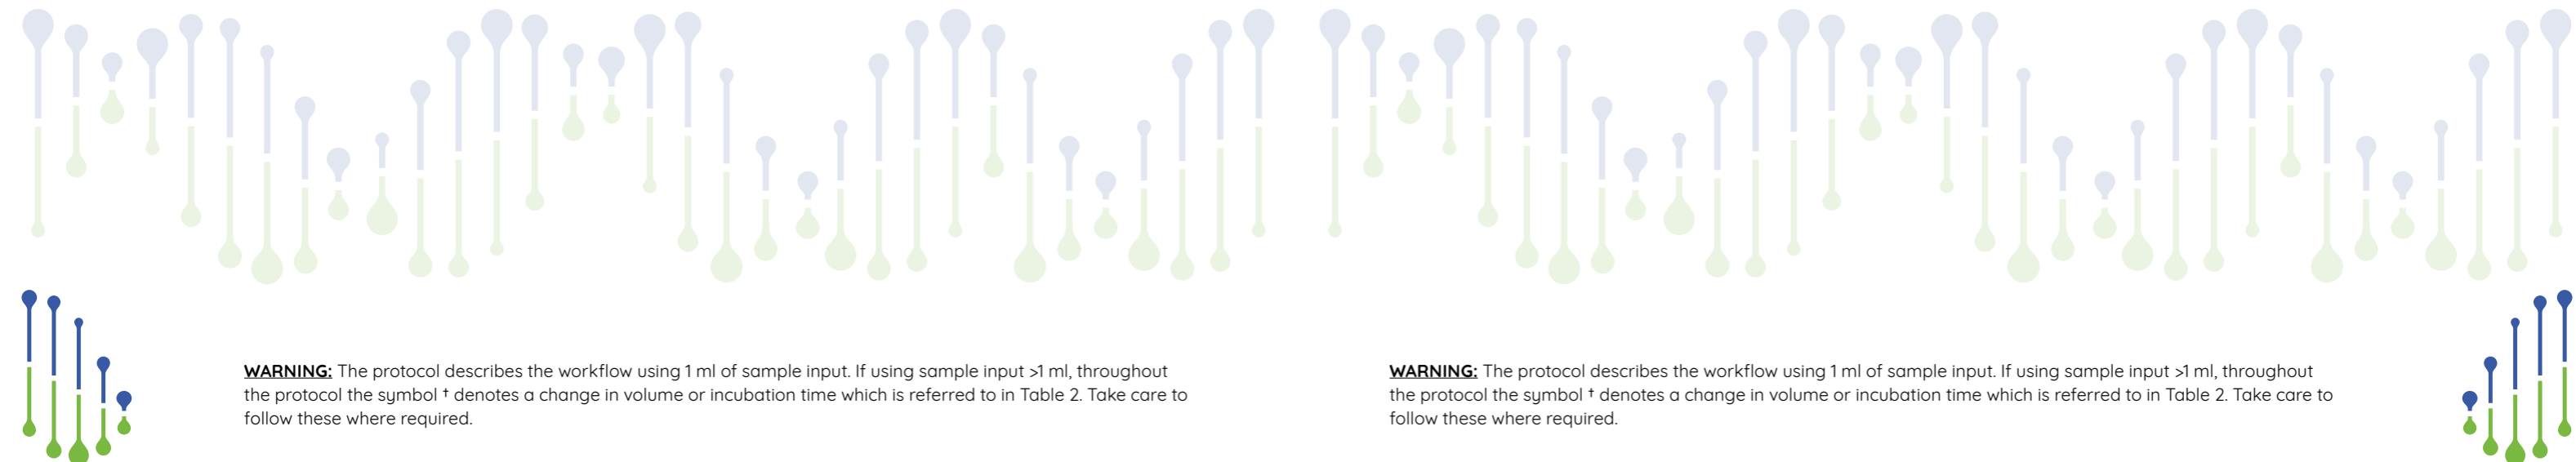 WARNING: The protocol describes the workflow using 1 ml of sample input. If using sample input >1 ml, throughout
the protocol the symbol † denotes a change in volume or incubation time which is referred to in Table 2. Take care to
follow these where required.
WARNING: The protocol describes the workflow using 1 ml of sample input. If using sample input >1 ml, throughout
the protocol the symbol † denotes a change in volume or incubation time which is referred to in Table 2. Take care to
follow these where required.